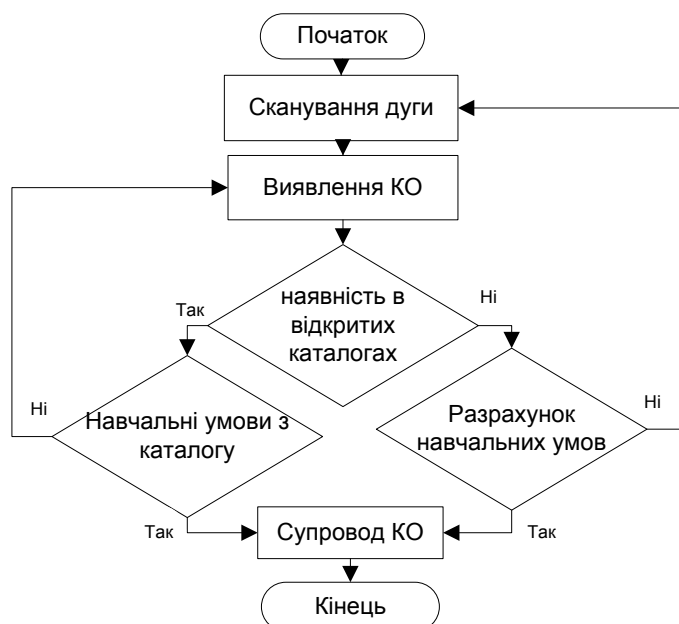 Початок
Сканування дуги
Виявлення КО
наявність в
відкритих
каталогах
Так
Ні
Навчальні умови з
каталогу
Ні
Разрахунок
навчальних умов
Ні
Так
Супровод КО
Так
Кінець